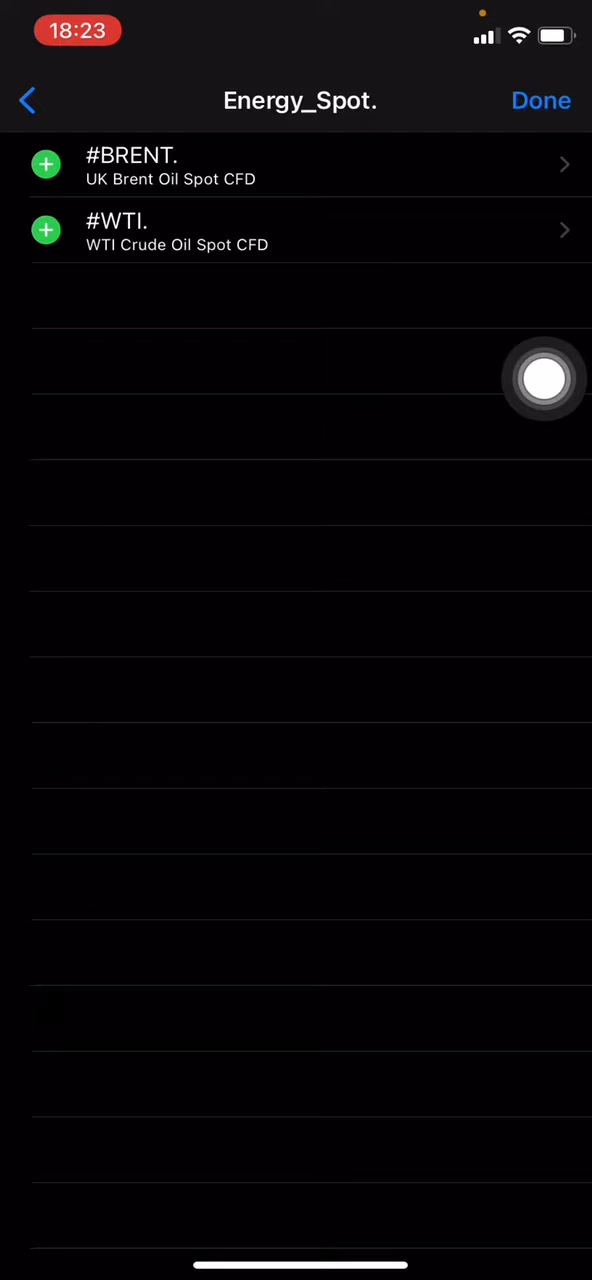 18:23
Energy_Spot.
Done
#BRENT.
UK Brent Oil Spot CFD
#WTI.
WTI Crude Oil Spot CFD